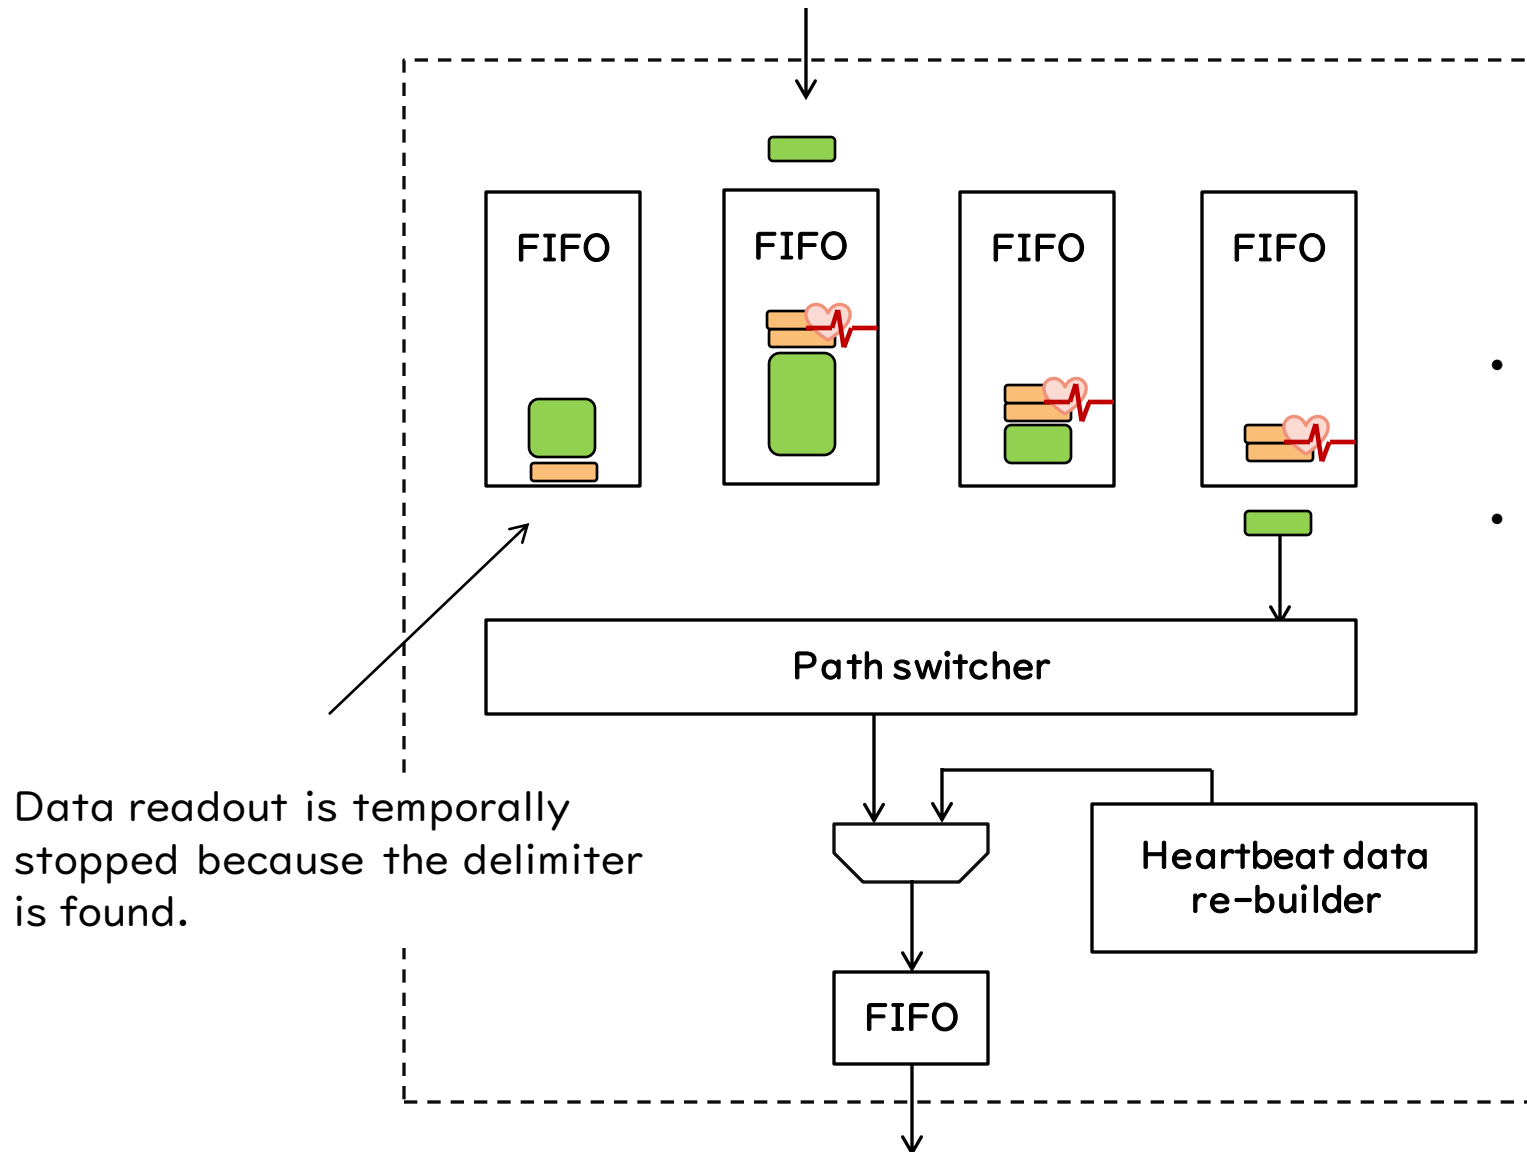 FIFO
FIFO
FIFO
FIFO
•
•
Path switcher
Data readout is temporally
stopped because the delimiter
is found.
Heartbeat data
re-builder
FIFO